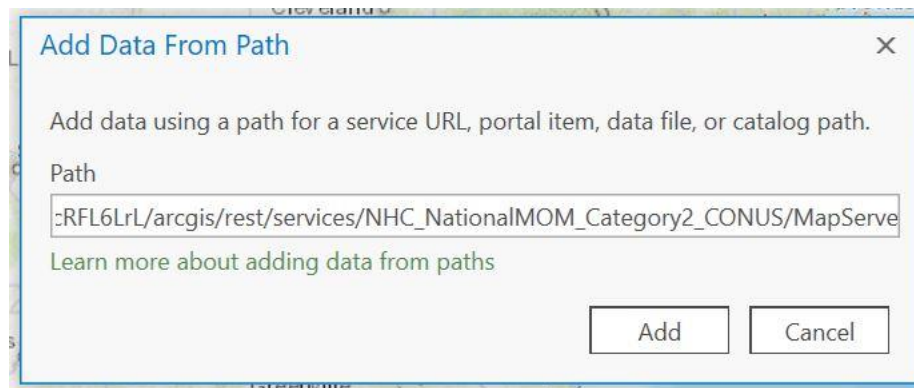 Add Data From Path
Add data using a path for a service URL, portal item, data file, or catalog path.
Path
cRFL6LrL/arcgis/rest/services/NHC_NationalMOM_Category2_CONUS/MapServe
Learn more about adding data from paths
Add Cancel